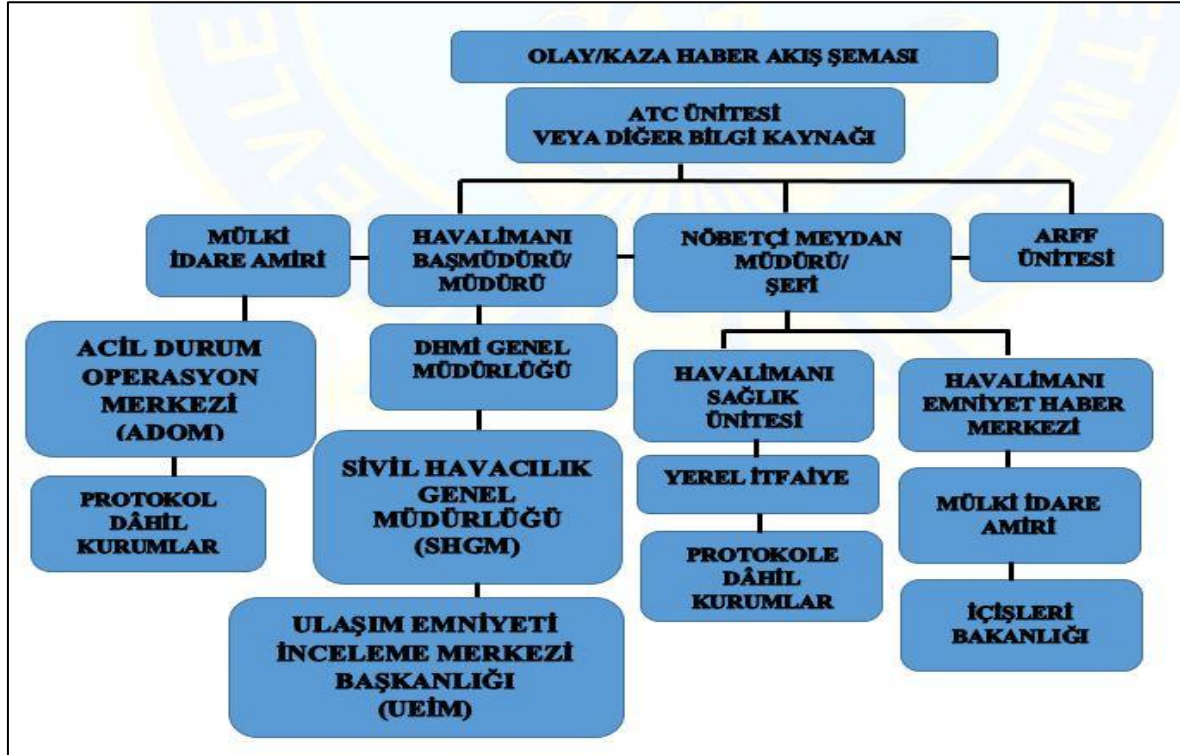 OLAY/KAZA HABER AKIŞ ŞEMASI
ATC ÜNİTESİ
VEYA DİĞER BİLGİ KAYNAĞI
MÜLKİ
İDARE AMİRİ
HAVALİMANI
BAŞMÜDÜRÜ/
MÜDÜRÜ
NÖBETÇİ MEYDAN
MÜDÜRÜ/
ŞEFİ
ARFF
ÜNİTESİ
ACİL DURUM
OPERASYON
MERKEZİ
(ADOM)
DHMI GENEL
MÜDÜRLÜĞÜ
HAVALİMANI
SAĞLIK
ÜNİTESİ
HAVALİMANI
EMNİYET HABER
MERKEZİ
PROTOKOL
DÂHİL
KURUMLAR
SİVİL HAVACILIK
GENEL
MÜDÜRLÜĞÜ
(SHGM)
YEREL İTFAİYE
MÜLKİ İDARE
AMİRİ
PROTOKOLE
DÂHİL
KURUMLAR
İÇİŞLERİ
BAKANLIĞI
ULAŞIM EMNİYETİ
İNCELEME MERKEZİ
BAŞKANLIĞI
(UEİM)